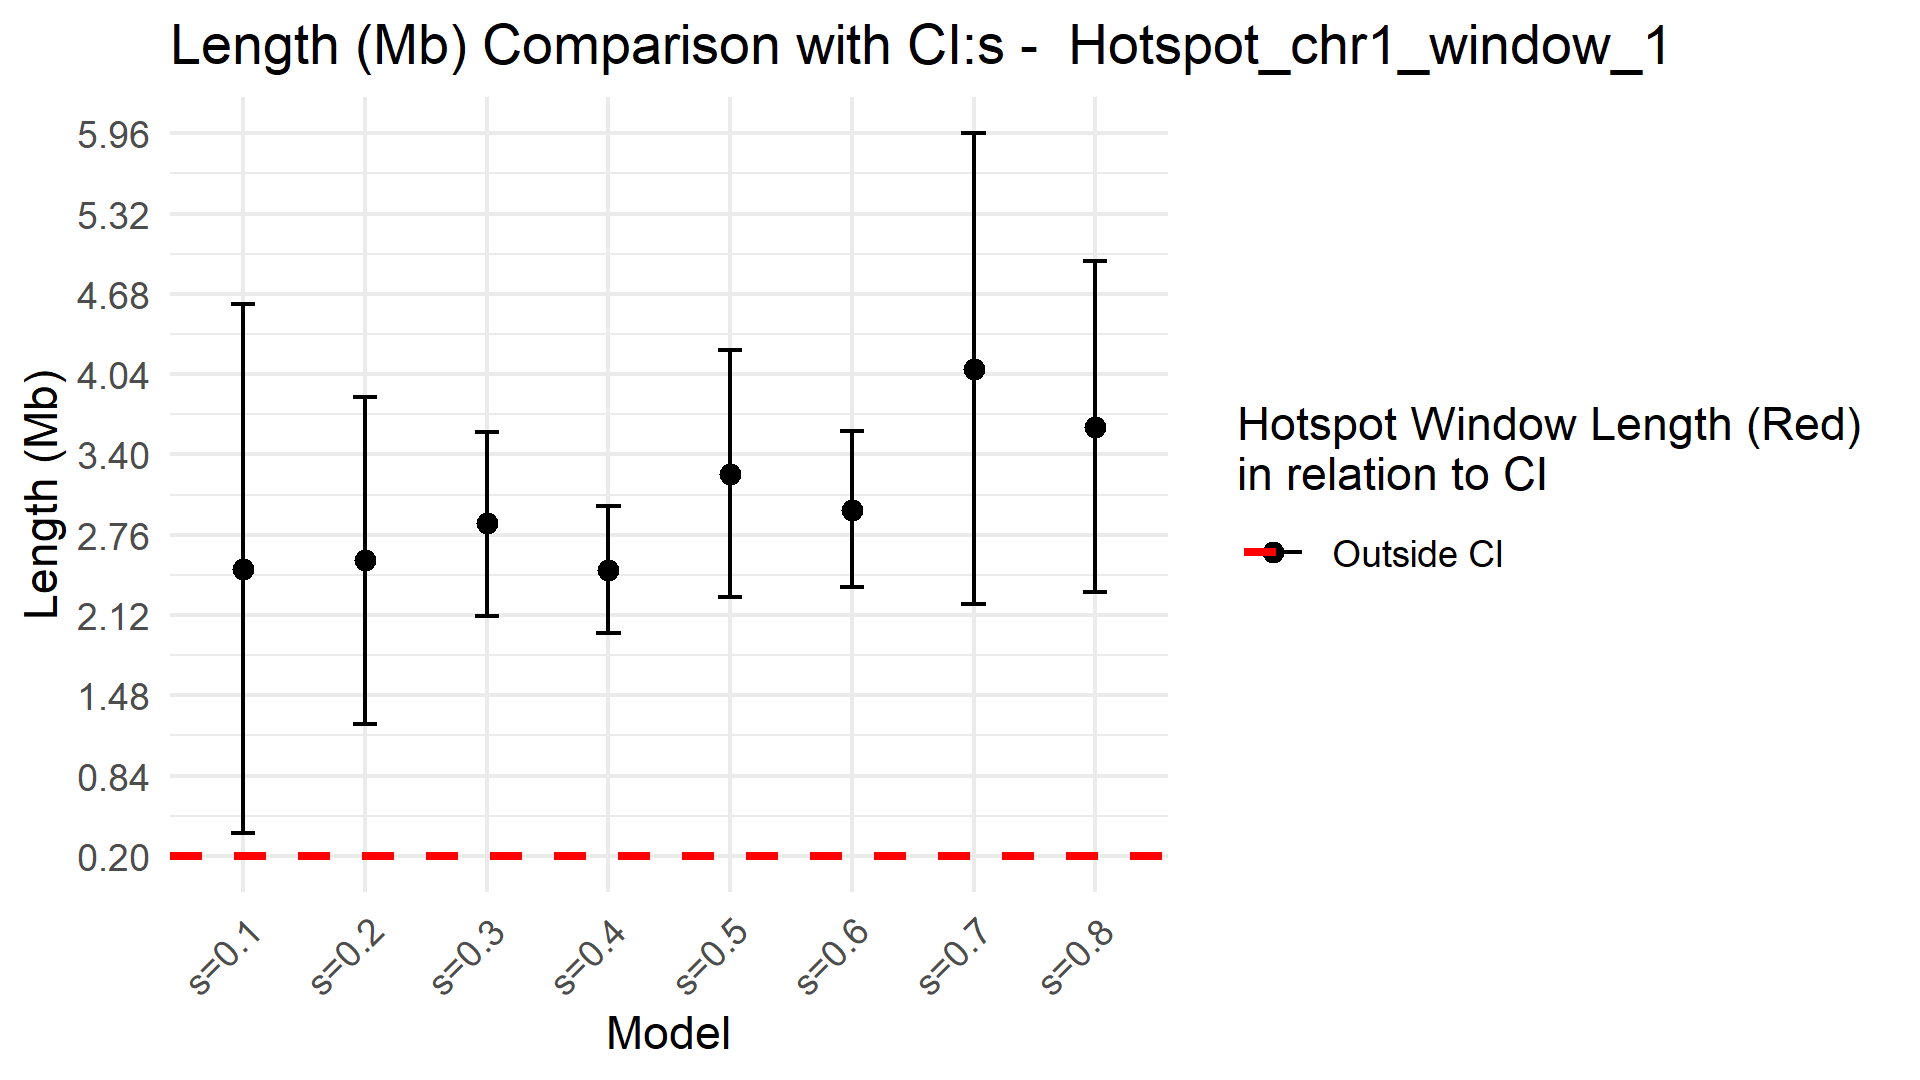 Length (Mb) Comparison with CI:s -  Hotspot_chr1_window_1
Length (Mb)
5.96
5.32
4.68
4.04
3.40
2.76
2.12
1.48
0.84
0.20
s=0.1
s=0.2
s=0.3
s=0.4
s=0.5
s=0.6
s=0.7
s=0.8
Model
Hotspot Window Length (Red)
in relation to CI
Outside CI